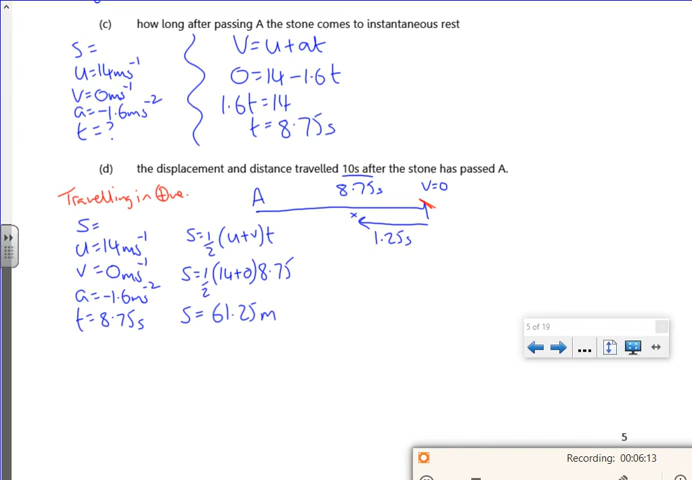 (c) how long after passing A the stone comes to instantaneous rest
S=
u=14ms⁻¹
V=0ms⁻¹
a=-1.6ms⁻²
t=?
V=u+at
0=14-1.6t
1.6t=14
t=8.75s
(d) the displacement and distance travelled 10s after the stone has passed A.
Travelling in +ve.
A 8.75s V=0
x
1.25s
S=
u=14ms⁻¹
V=0ms⁻¹
a=-1.6ms⁻²
t=8.75s
S=1/2(u+v)t
S=1/2(14+0)8.75
S=61.25m
5 of 19
5
Recording: 00:06:13